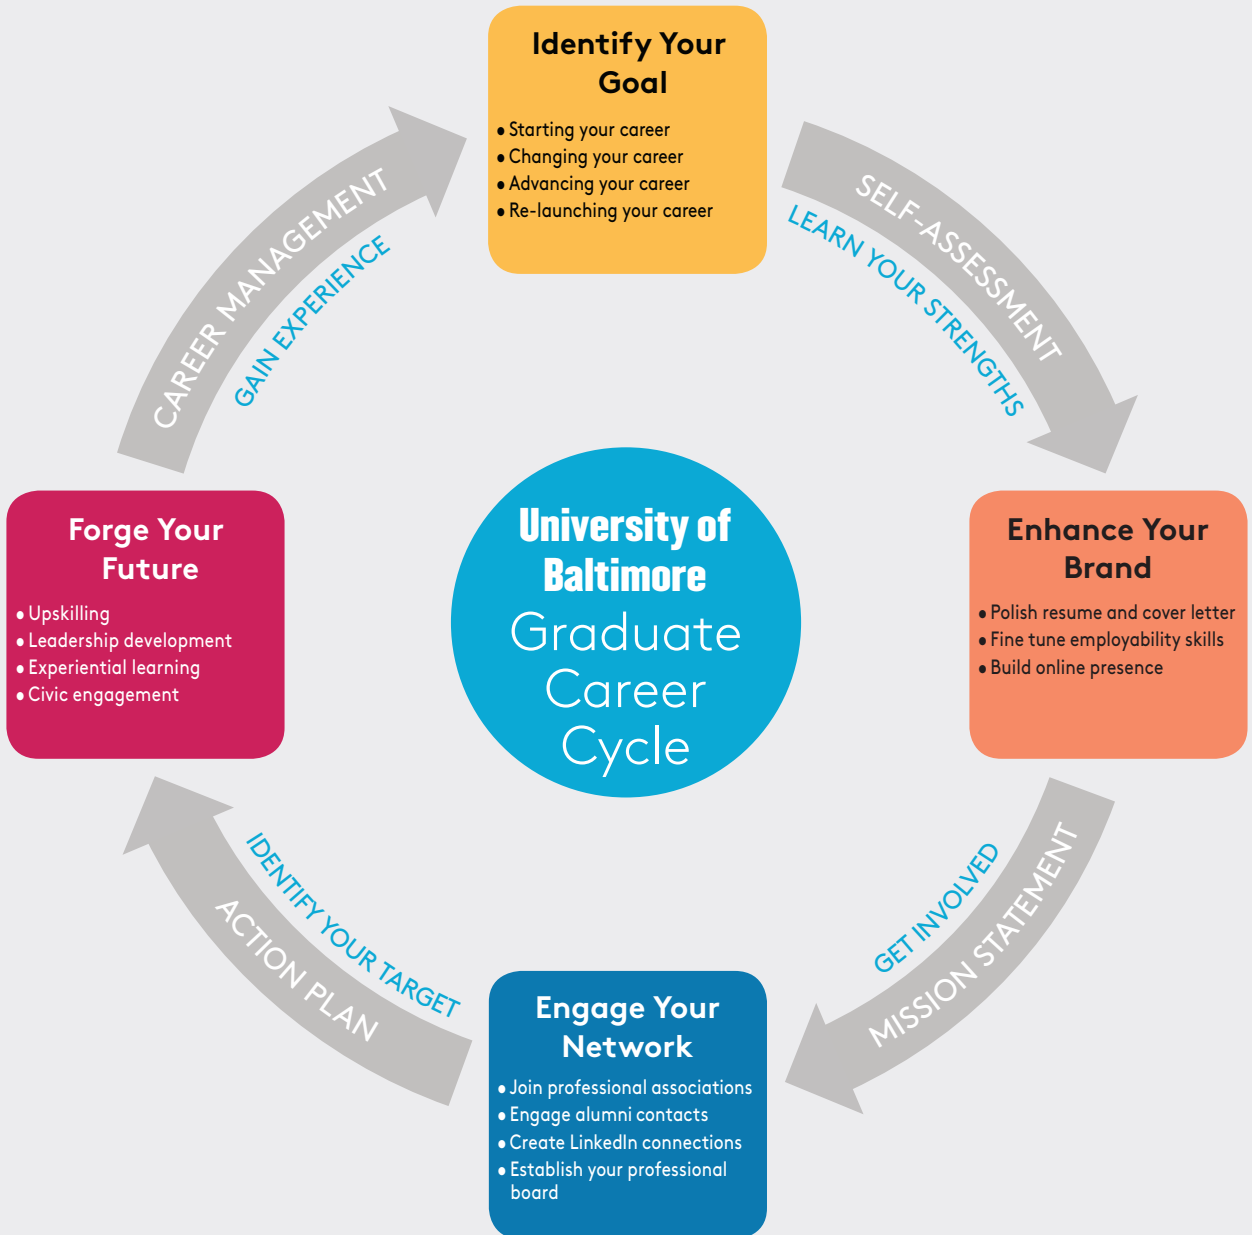 Identify Your
Goal
• Starting your career
• Changing your career
• Advancing your career
• Re-launching your career
SELF-ASSESSMENT
LEARN YOUR STRENGTHS
Enhance Your
Brand
• Polish resume and cover letter
• Fine tune employability skills
• Build online presence
MISSION STATEMENT
GET INVOLVED
Engage Your
Network
• Join professional associations
• Engage alumni contacts
• Create LinkedIn connections
• Establish your professional
board
ACTION PLAN
IDENTIFY YOUR TARGET
Forge Your
Future
• Upskilling
• Leadership development
• Experiential learning
• Civic engagement
CAREER MANAGEMENT
GAIN EXPERIENCE
University of
Baltimore
Graduate
Career
Cycle